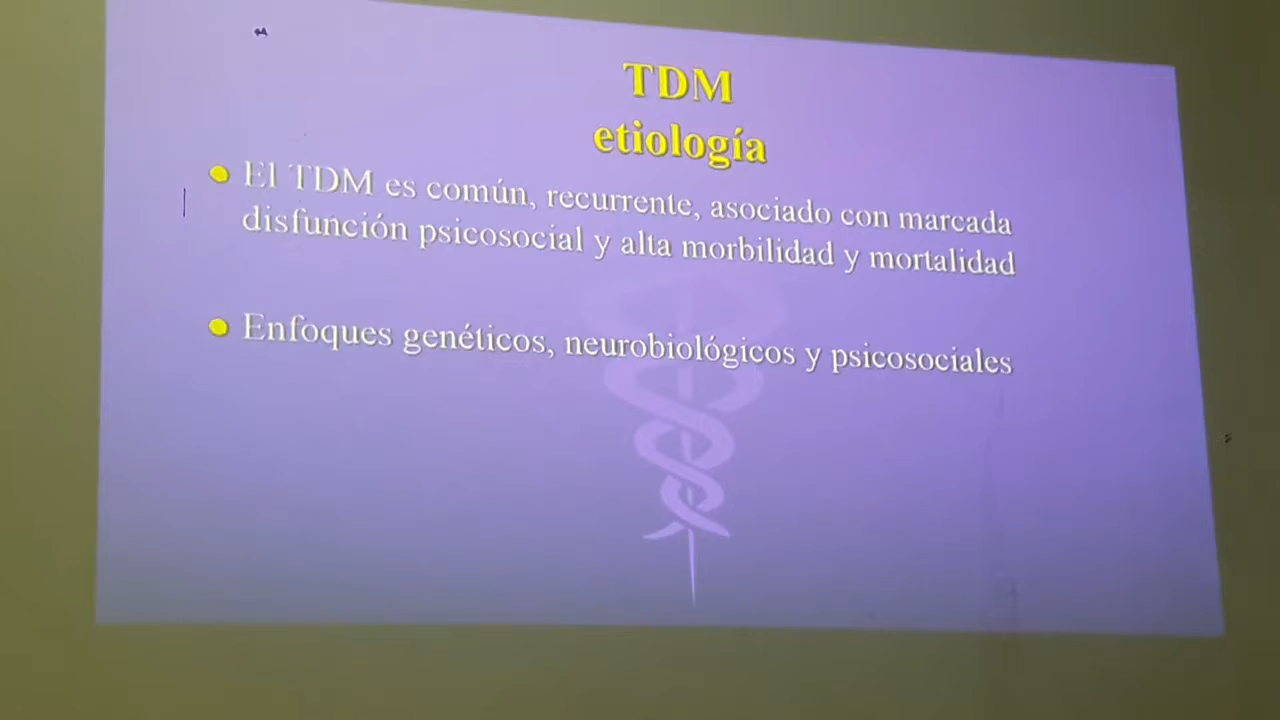 TDM
etiología
El TDM es común, recurrente, asociado con marcada
disfunción psicosocial y alta morbilidad y mortalidad
Enfoques genéticos, neurobiológicos y psicosociales